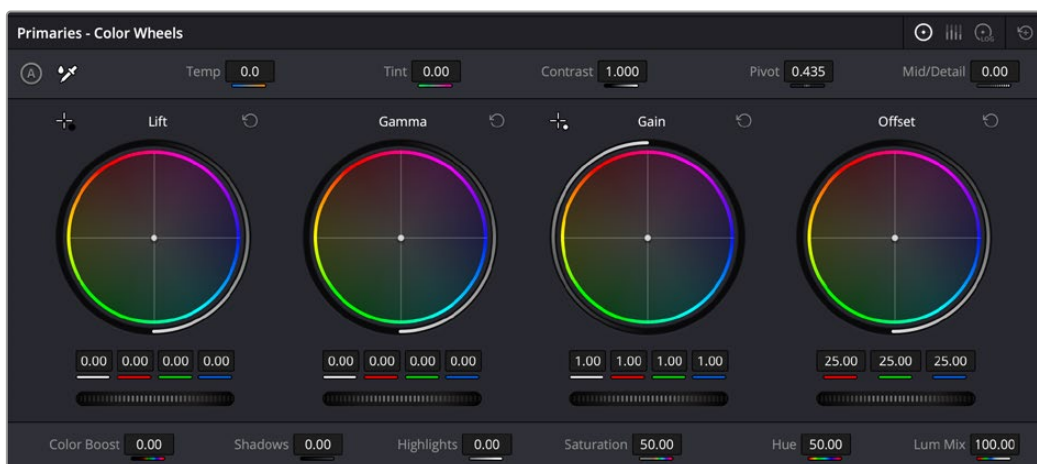 Primaries - Color Wheels
LOG
A Temp 0.0 Tint 0.00 Contrast 1.000 Pivot 0.435 Mid/Detail 0.00
Lift Gamma Gain Offset
0.00 0.00 0.00 0.00 0.00 0.00 0.00 0.00 1.00 1.00 1.00 1.00 25.00 25.00 25.00
Color Boost 0.00 Shadows 0.00 Highlights 0.00 Saturation 50.00 Hue 50.00 Lum Mix 100.00